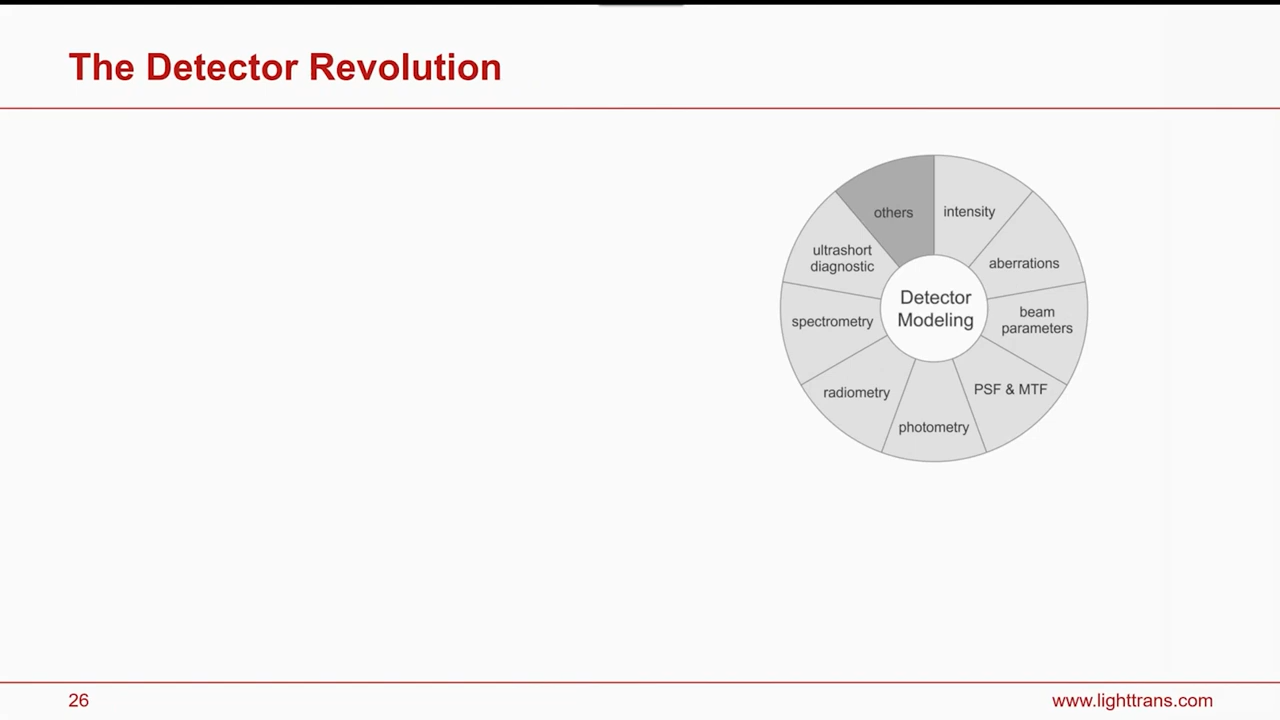 The Detector Revolution
others
intensity
ultrashort
diagnostic
aberrations
Detector
Modeling
beam
parameters
spectrometry
radiometry
PSF & MTF
photometry
26
www.lighttrans.com